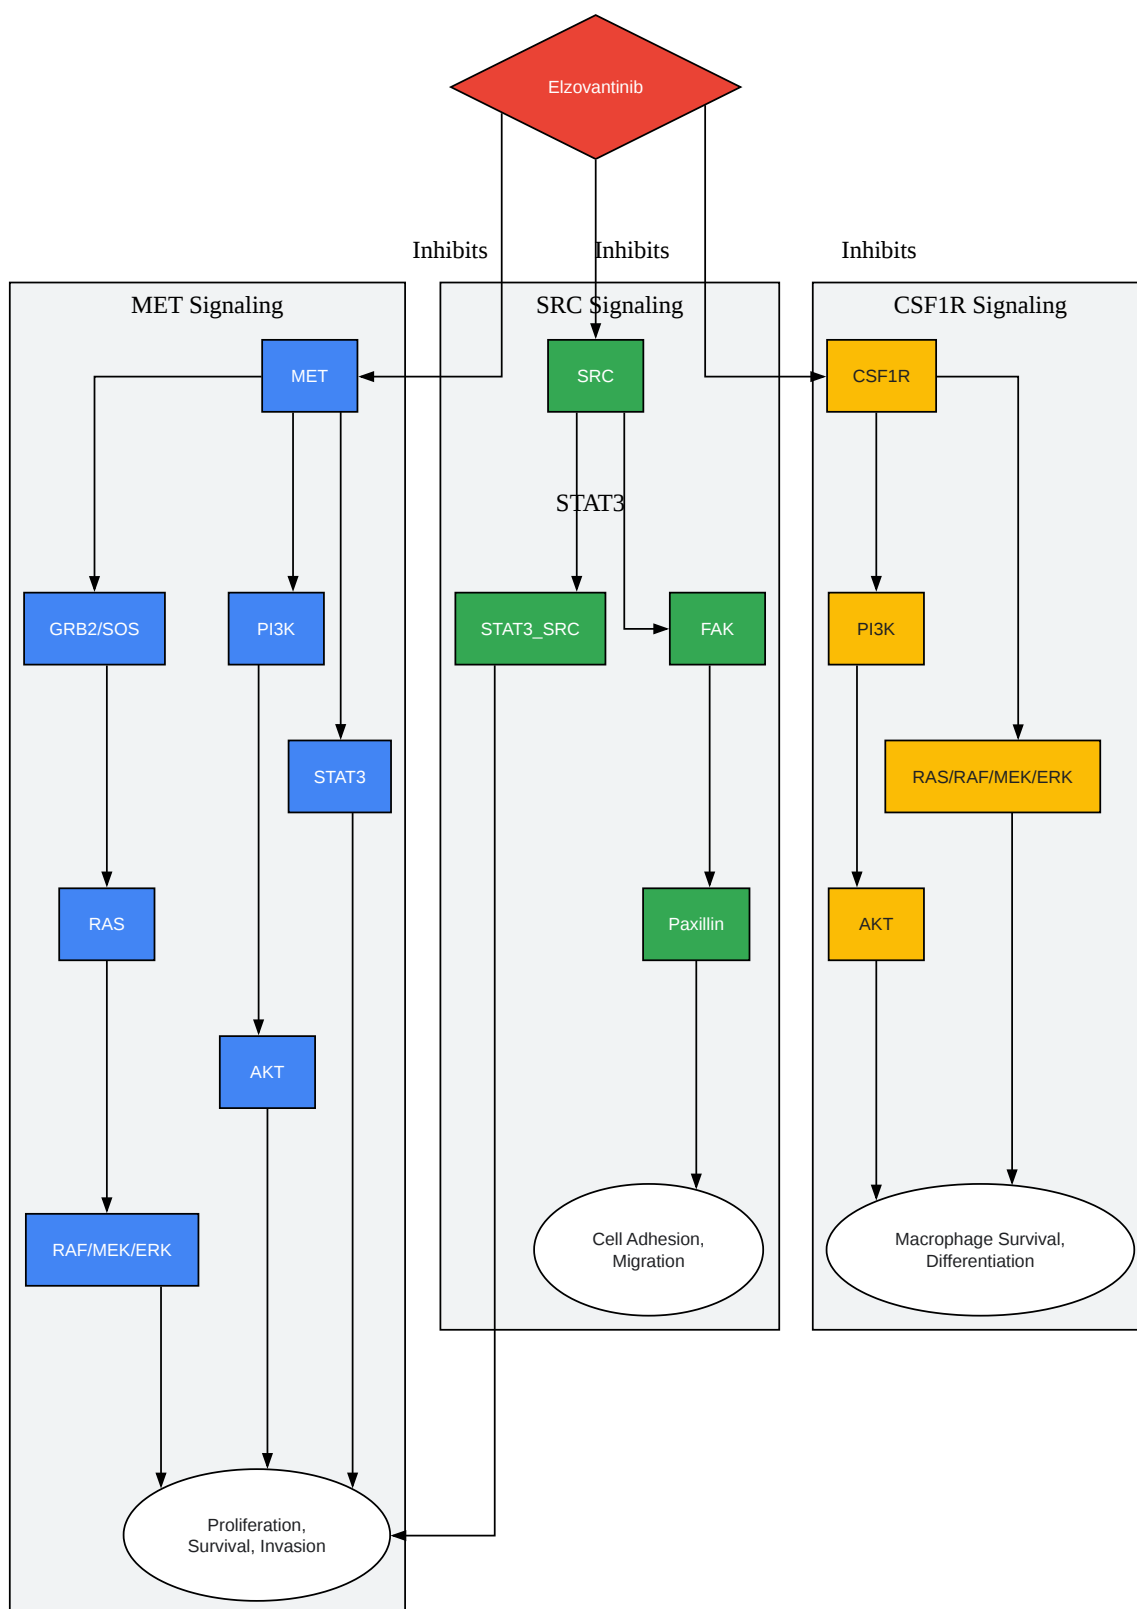 Elzovantinib
Inhibits
Inhibits
Inhibits
MET Signaling
SRC Signaling
CSF1R Signaling
MET
SRC
CSF1R
STAT3
GRB2/SOS
PI3K
STAT3_SRC
FAK
PI3K
STAT3
RAS/RAF/MEK/ERK
RAS
Paxillin
AKT
AKT
RAF/MEK/ERK
Cell Adhesion,
Migration
Macrophage Survival,
Differentiation
Proliferation,
Survival, Invasion